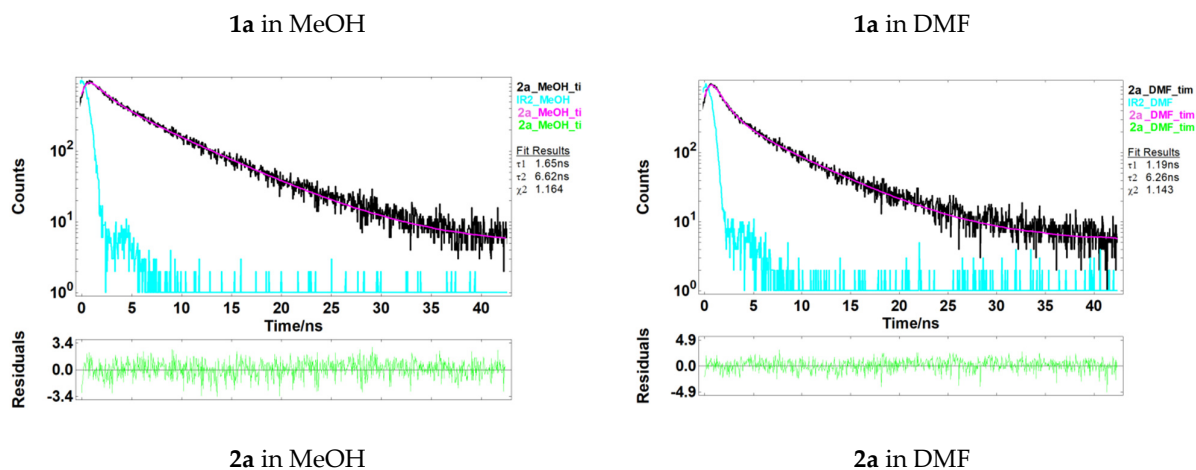 1a in MeOH
1a in DMF
2a_MeOH_ti
IR2_MeOH
2a_MeOH_ti
2a_MeOH_ti
Fit Results
τ1 1.65ns
τ2 6.62ns
χ2 1.164
Counts
10²
10¹
10⁰
0 5 10 15 20 25 30 35 40
Time/ns
Residuals
3.4
0.0
-3.4
2a_DMF_tim
IR2_DMF
2a_DMF_tim
2a_DMF_tim
Fit Results
τ1 1.19ns
τ2 6.26ns
χ2 1.143
Counts
10²
10¹
10⁰
0 5 10 15 20 25 30 35 40
Time/ns
Residuals
4.9
0.0
-4.9
2a in MeOH
2a in DMF